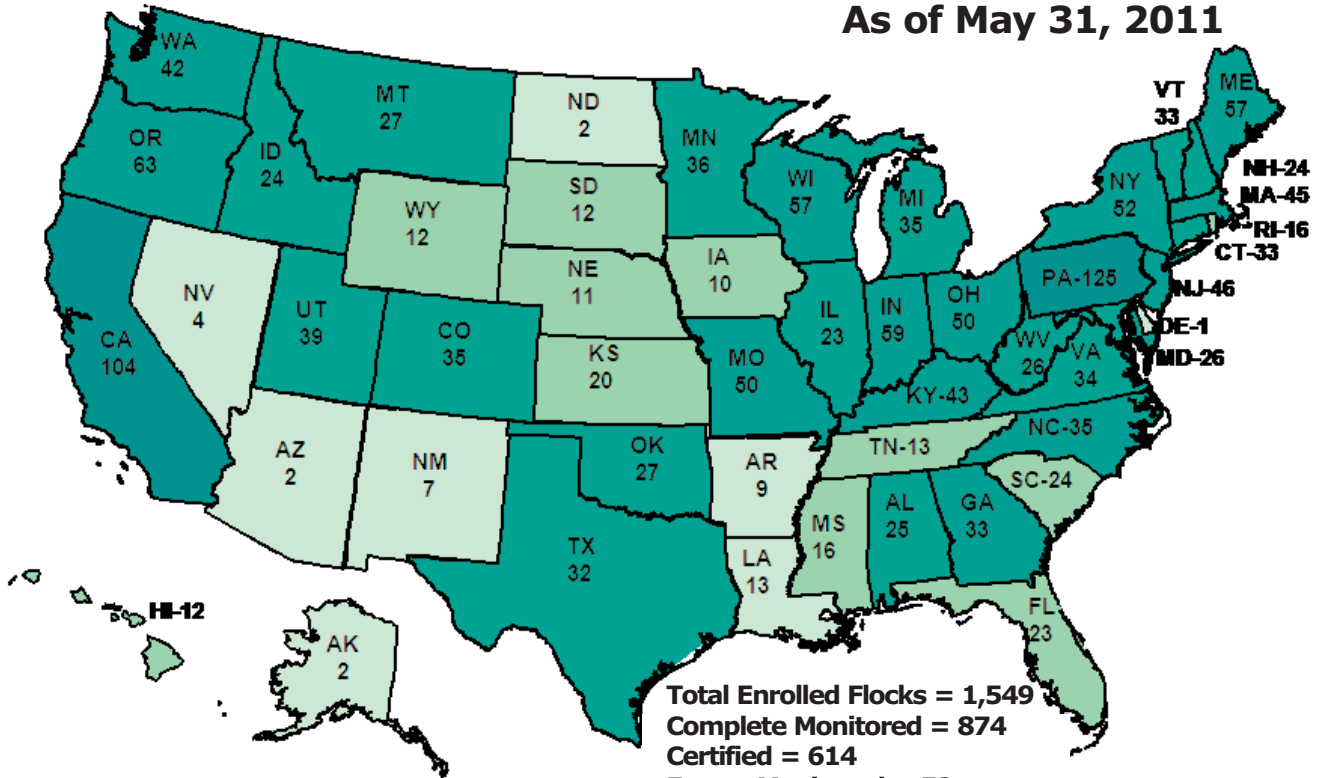 As of May 31, 2011
WA
42
OR
63
ID
24
MT
27
ND
2
MN
36
WI
57
MI
35
VT
33
ME
57
NH-24
MA-45
RI-16
CT-33
NY
52
PA-125
NJ-46
DE-1
MD-26
SD
12
WY
12
NE
11
IA
10
IL
23
IN
59
OH
50
WV
26
VA
34
NV
4
UT
39
CO
35
KS
20
MO
50
KY-43
CA
104
AZ
2
NM
7
OK
27
AR
9
TN-13
NC-35
SC-24
TX
32
LA
13
MS
16
AL
25
GA
33
FL
23
HI-12
AK
2
Total Enrolled Flocks = 1,549
Complete Monitored = 874
Certified = 614